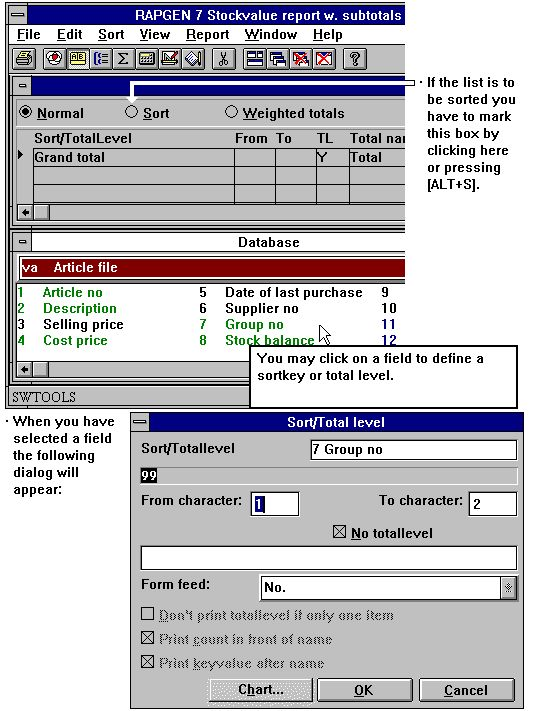 RAPGEN 7 Stockvalue report w. subtotals
File Edit Sort View Report Window Help
Normal Sort Weighted totals
Sort/TotalLevel From To TL Total nar
Grand total Y Total
· If the list is to
be sorted you
have to mark
this box by
clicking here
or pressing
[ALT+S].
Database
va Article file
1 Article no 5 Date of last purchase 9
2 Description 6 Supplier no 10
3 Selling price 7 Group no 11
4 Cost price 8 Stock balance 12
You may click on a field to define a
sortkey or total level.
SWTOOLS
· When you have
selected a field
the following
dialog will
appear:
Sort/Total level
Sort/Totallevel 7 Group no
99
From character: 1 To character: 2
No totallevel
Form feed: No.
Don't print totallevel if only one item
Print count in front of name
Print keyvalue after name
Chart... OK Cancel